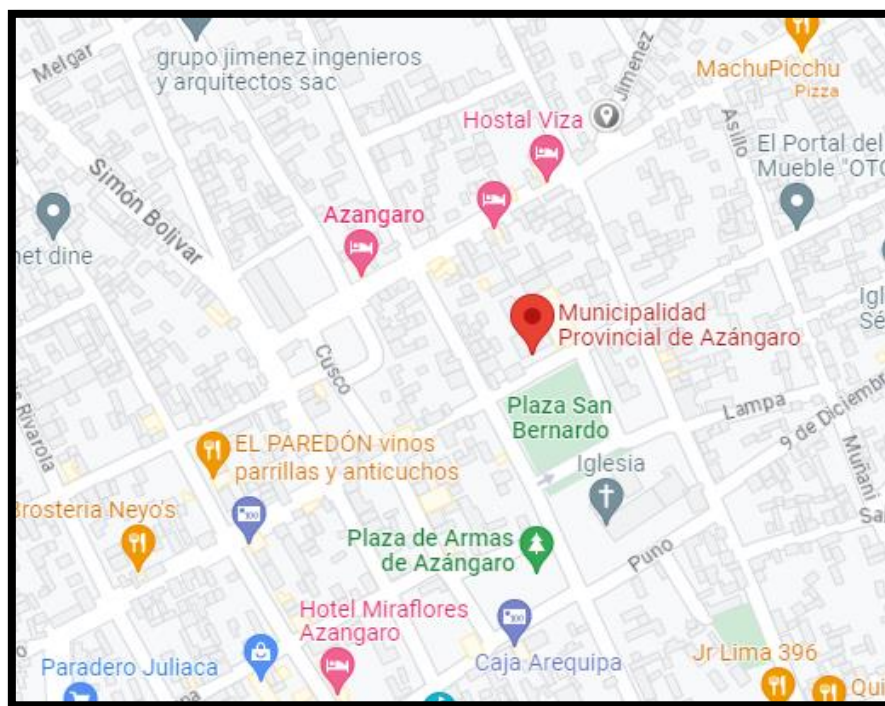 Melgar
grupo jimenez ingenieros
y arquitectos sac
Jimenez
MachuPicchu
Pizza
Hostal Viza
Asillo
El Portal del
Mueble "OTO
Simón Bolivar
Azangaro
net dine
Municipalidad
Provincial de Azángaro
Cusco
Plaza San
Bernardo
Lampa
9 de Diciembre
Rivarola
EL PAREDÓN vinos
parrillas y anticuchos
Iglesia
Muñani
Brosteria Neyo's
Plaza de Armas
de Azángaro
Puno
Hotel Miraflores
Azangaro
Caja Arequipa
Jr Lima 396
Paradero Juliaca